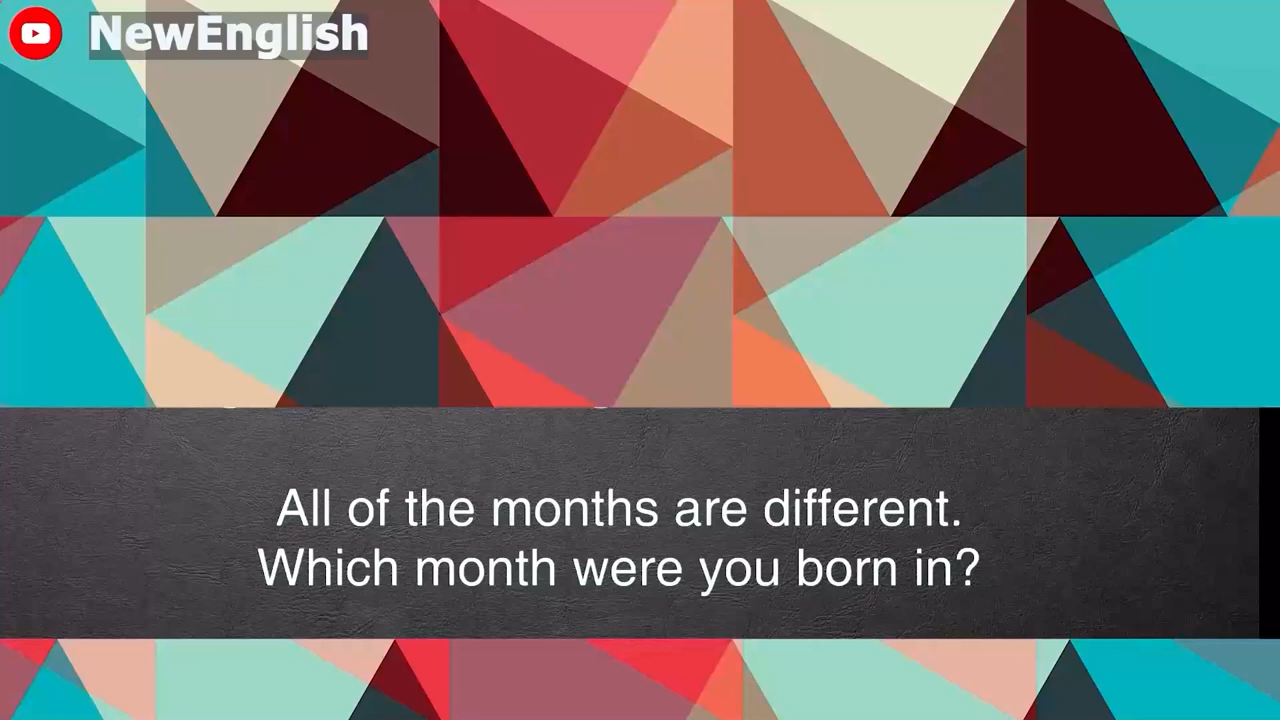 NewEnglish
All of the months are different.
Which month were you born in?